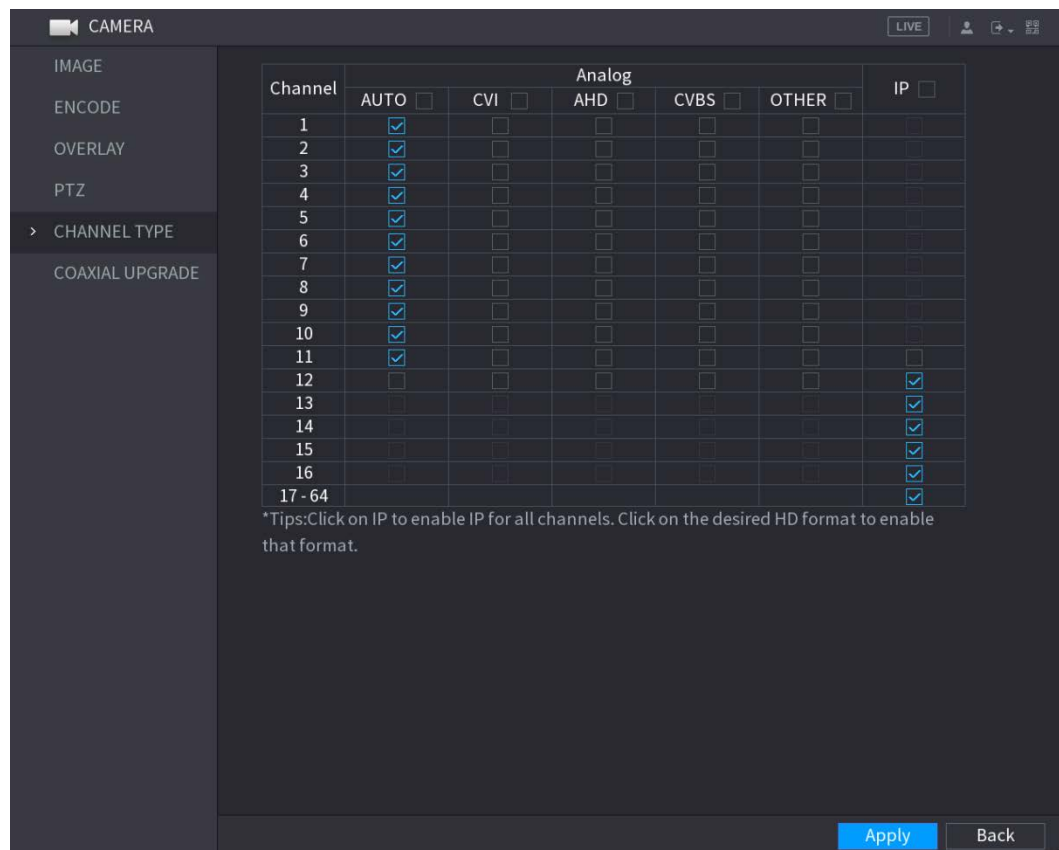 CAMERA
LIVE
IMAGE
ENCODE
OVERLAY
PTZ
CHANNEL TYPE
COAXIAL UPGRADE
Channel Analog IP
AUTO CVI AHD CVBS OTHER
1
2
3
4
5
6
7
8
9
10
11
12
13
14
15
16
17 - 64
*Tips:Click on IP to enable IP for all channels. Click on the desired HD format to enable
that format.
Apply Back